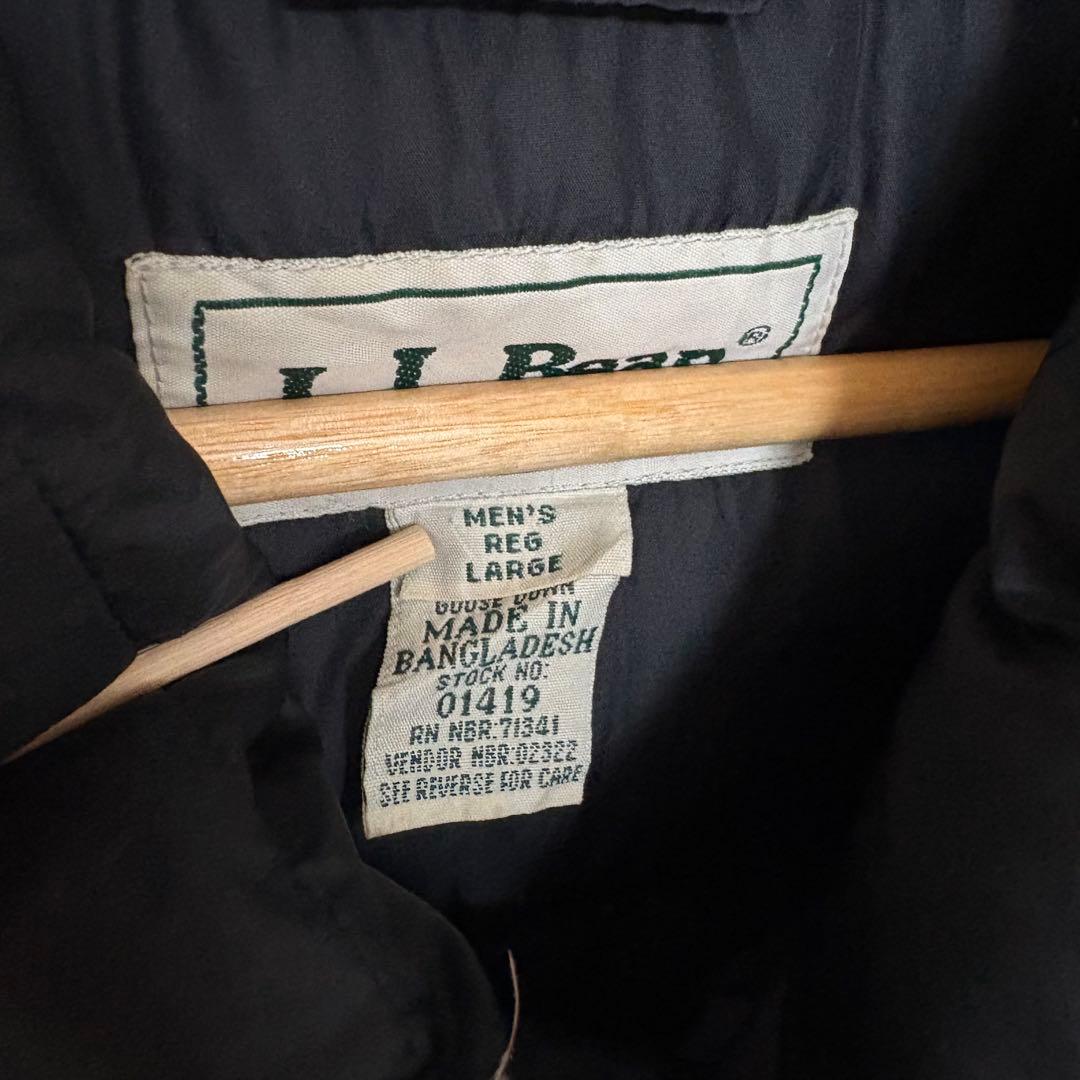 L.L.Bean®
MEN'S
REG
LARGE
GOOSE DOWN
MADE IN
BANGLADESH
STOCK NO:
01419
RN NBR:71341
VENDOR NBR:02322
SEE REVERSE FOR CARE